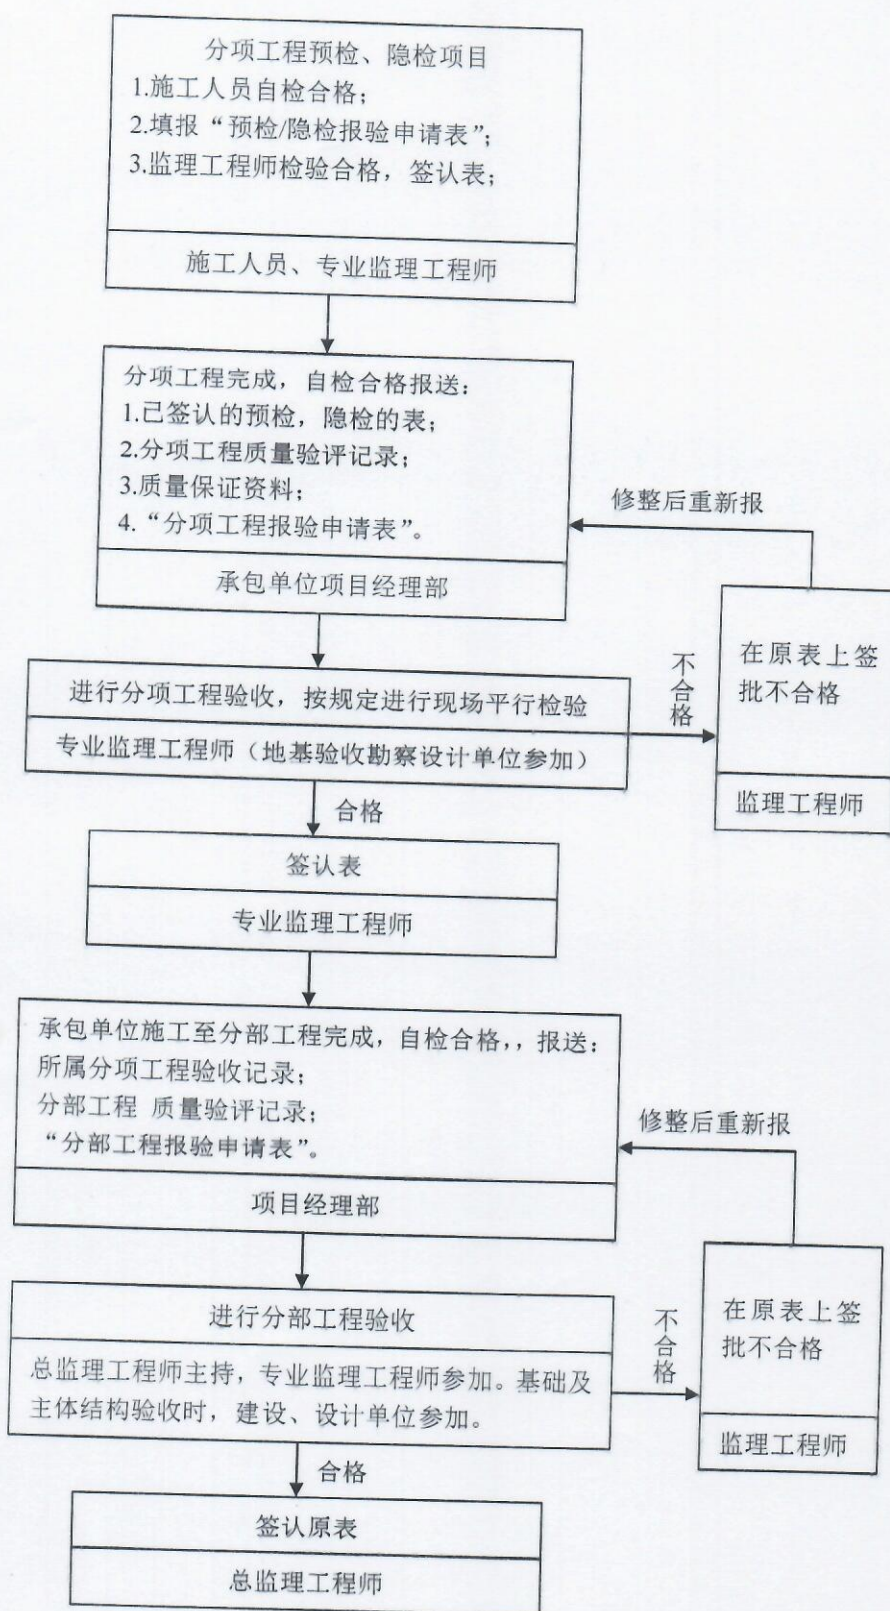 分项工程预检、隐检项目
1.施工人员自检合格；
2.填报“预检/隐检报验申请表”；
3.监理工程师检验合格，签认表；
施工人员、专业监理工程师
分项工程完成，自检合格报送：
1.已签认的预检，隐检的表；
2.分项工程质量验评记录；
3.质量保证资料；
4.“分项工程报验申请表”。
承包单位项目经理部
修整后重新报
进行分项工程验收，按规定进行现场平行检验
专业监理工程师（地基验收勘察设计单位参加）
不合格
在原表上签
批不合格
监理工程师
合格
签认表
专业监理工程师
承包单位施工至分部工程完成，自检合格，，报送：
所属分项工程验收记录；
分部工程 质量验评记录；
“分部工程报验申请表”。
项目经理部
修整后重新报
进行分部工程验收
总监理工程师主持，专业监理工程师参加。基础及
主体结构验收时，建设、设计单位参加。
不合格
在原表上签
批不合格
监理工程师
合格
签认原表
总监理工程师